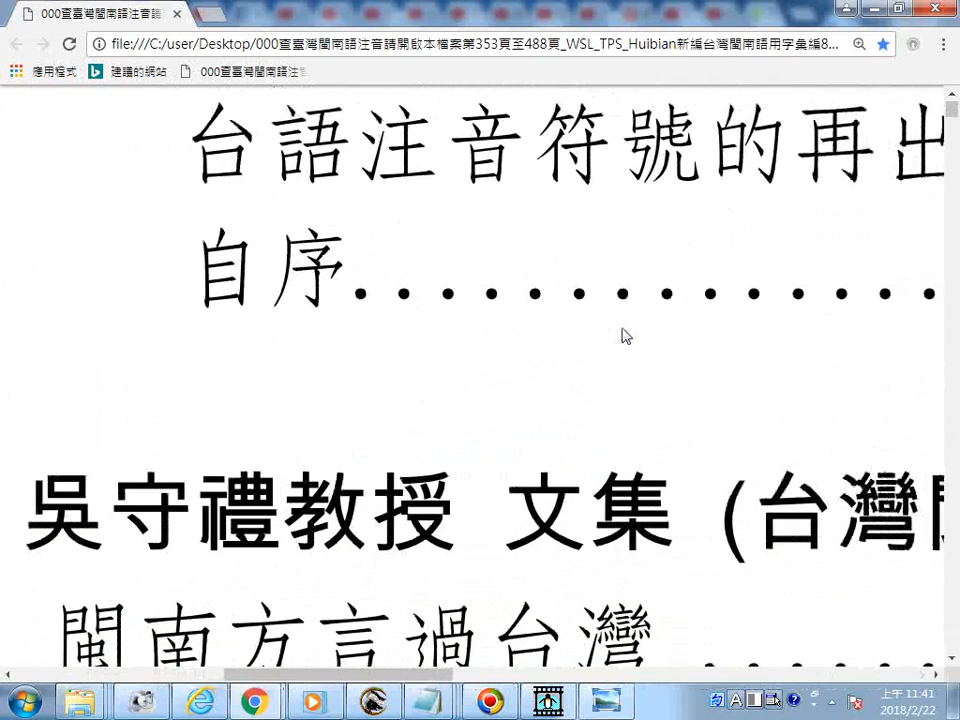 000查臺灣閩南語注音請
file:///C:/user/Desktop/000查臺灣閩南語注音請開啟本檔案第353頁至488頁_WSL_TPS_Huibian新編台灣閩南語用字彙編8...
應用程式 建議的網站 000查臺灣閩南語注
台語注音符號的再出
自序................
吳守禮教授 文集 (台灣
閩南方言過台灣 ......
上午 11:41
2018/2/22